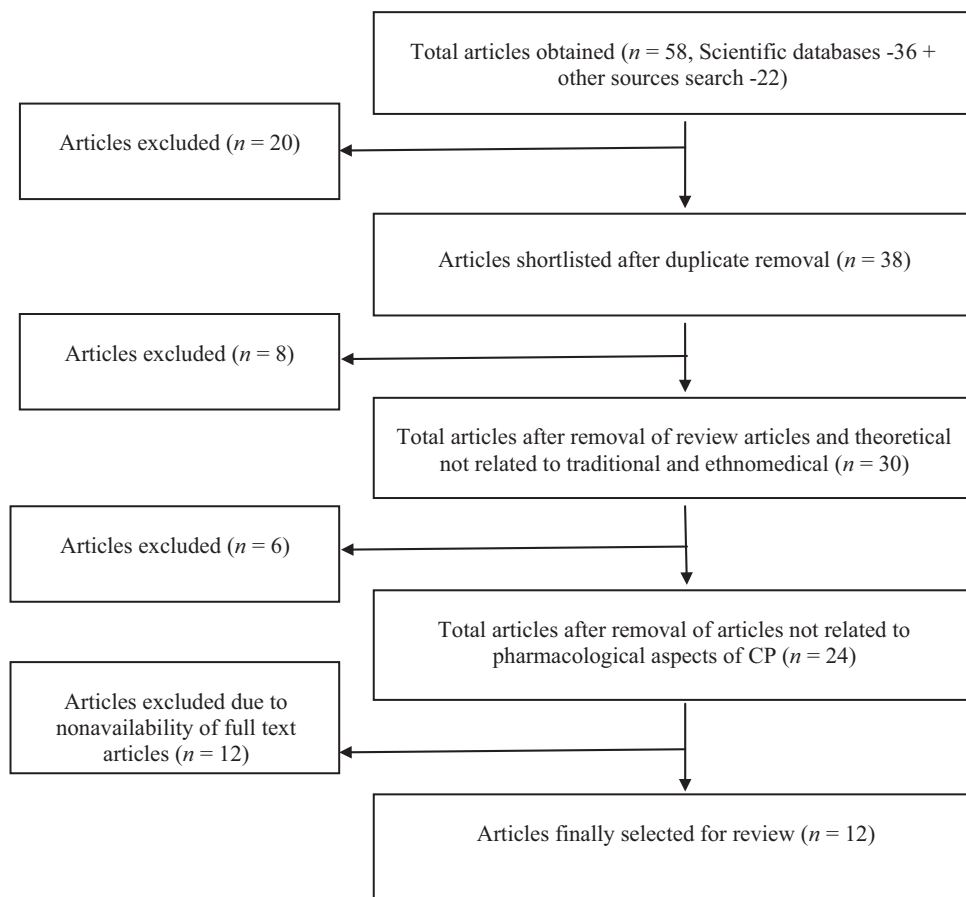 Total articles obtained (n = 58, Scientific databases -36 +
other sources search -22)
Articles excluded (n = 20)
Articles shortlisted after duplicate removal (n = 38)
Articles excluded (n = 8)
Total articles after removal of review articles and theoretical
not related to traditional and ethnomedical (n = 30)
Articles excluded (n = 6)
Total articles after removal of articles not related to
pharmacological aspects of CP (n = 24)
Articles excluded due to
nonavailability of full text
articles (n = 12)
Articles finally selected for review (n = 12)